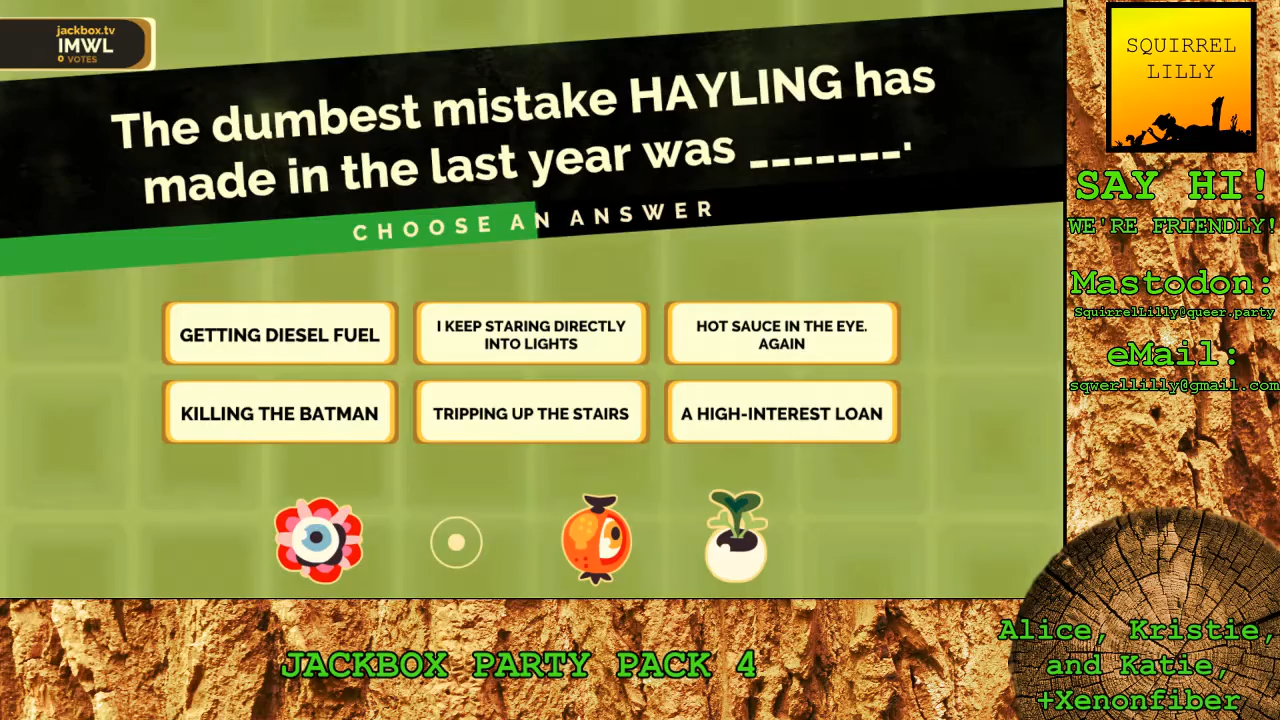 jackbox.tv
IMWL
0 VOTES
The dumbest mistake HAYLING has
made in the last year was _______.
CHOOSE AN ANSWER
GETTING DIESEL FUEL
I KEEP STARING DIRECTLY
INTO LIGHTS
HOT SAUCE IN THE EYE.
AGAIN
KILLING THE BATMAN
TRIPPING UP THE STAIRS
A HIGH-INTEREST LOAN
SQUIRREL
LILLY
SAY HI!
WE'RE FRIENDLY!
Mastodon:
SquirrelLilly@queer.party
eMail:
sqwerllilly@gmail.com
JACKBOX PARTY PACK 4
Alice, Kristie,
and Katie,
+Xenonfiber